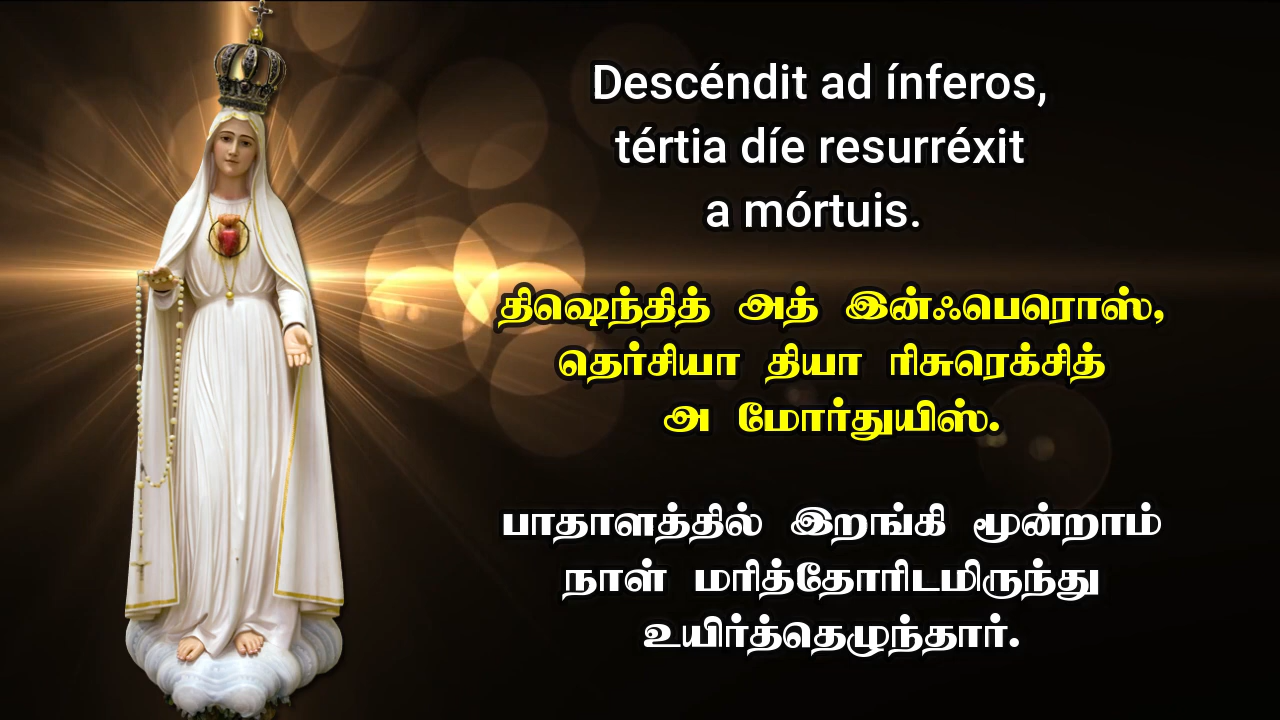 Descéndit ad ínferos,
tértia díe resurréxit
a mórtuis.
திஷெந்தித் அத் இன்ஃபெரொஸ்,
தெர்சியா தியா ரிசுரெக்சித்
அ மோர்துயிஸ்.
பாதாளத்தில் இறங்கி மூன்றாம்
நாள் மரித்தோரிடமிருந்து
உயிர்த்தெழுந்தார்.